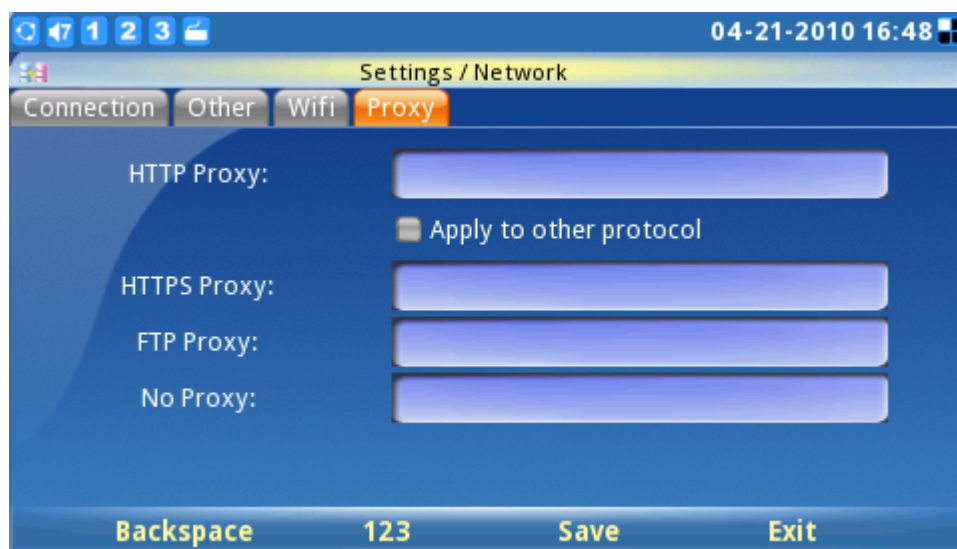 7 1 2 3 04-21-2010 16:48
Settings / Network
Connection Other Wifi Proxy
HTTP Proxy:
Apply to other protocol
HTTPS Proxy:
FTP Proxy:
No Proxy:
Backspace 123 Save Exit